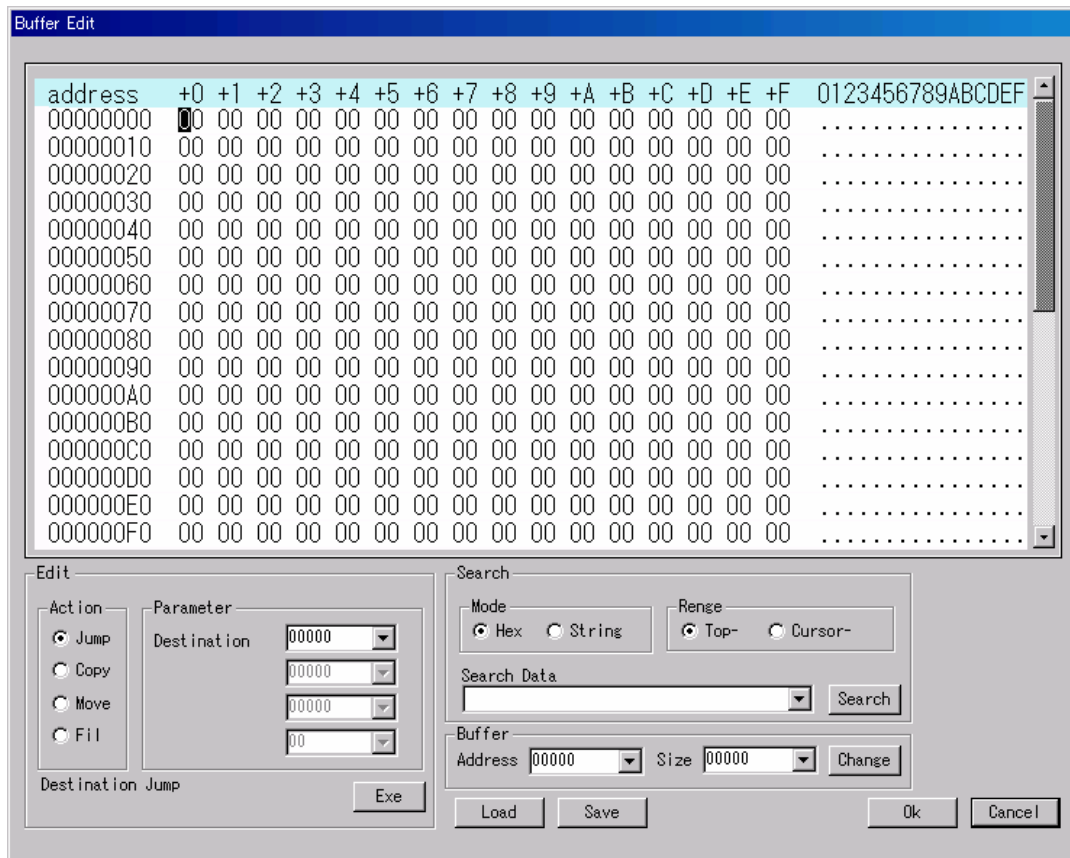 Buffer Edit
address +0 +1 +2 +3 +4 +5 +6 +7 +8 +9 +A +B +C +D +E +F 0123456789ABCDEF
00000000 00 00 00 00 00 00 00 00 00 00 00 00 00 00 00 00 ................
00000010 00 00 00 00 00 00 00 00 00 00 00 00 00 00 00 00 ................
00000020 00 00 00 00 00 00 00 00 00 00 00 00 00 00 00 00 ................
00000030 00 00 00 00 00 00 00 00 00 00 00 00 00 00 00 00 ................
00000040 00 00 00 00 00 00 00 00 00 00 00 00 00 00 00 00 ................
00000050 00 00 00 00 00 00 00 00 00 00 00 00 00 00 00 00 ................
00000060 00 00 00 00 00 00 00 00 00 00 00 00 00 00 00 00 ................
00000070 00 00 00 00 00 00 00 00 00 00 00 00 00 00 00 00 ................
00000080 00 00 00 00 00 00 00 00 00 00 00 00 00 00 00 00 ................
00000090 00 00 00 00 00 00 00 00 00 00 00 00 00 00 00 00 ................
000000A0 00 00 00 00 00 00 00 00 00 00 00 00 00 00 00 00 ................
000000B0 00 00 00 00 00 00 00 00 00 00 00 00 00 00 00 00 ................
000000C0 00 00 00 00 00 00 00 00 00 00 00 00 00 00 00 00 ................
000000D0 00 00 00 00 00 00 00 00 00 00 00 00 00 00 00 00 ................
000000E0 00 00 00 00 00 00 00 00 00 00 00 00 00 00 00 00 ................
000000F0 00 00 00 00 00 00 00 00 00 00 00 00 00 00 00 00 ................
Edit
Action
Jump
Copy
Move
Fil
Parameter
Destination 00000
00000
00000
00
Destination Jump
Exe
Search
Mode
Hex String
Renge
Top- Cursor-
Search Data
Search
Buffer
Address 00000 Size 00000 Change
Load Save Ok Cancel